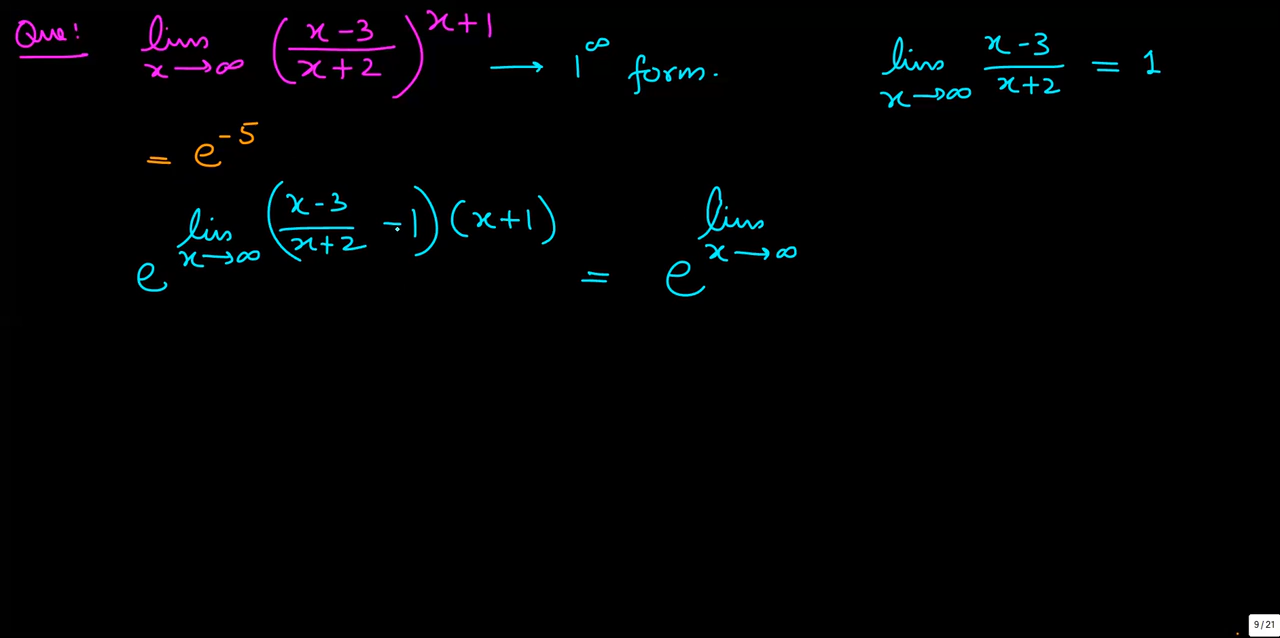 Que: lim x→∞ ((x-3)/(x+2))^(x+1) → 1^∞ form. lim x→∞ (x-3)/(x+2) = 1
= e^(-5)
e^(lim x→∞ ((x-3)/(x+2) -1)(x+1)) = e^(lim x→∞
9 / 21